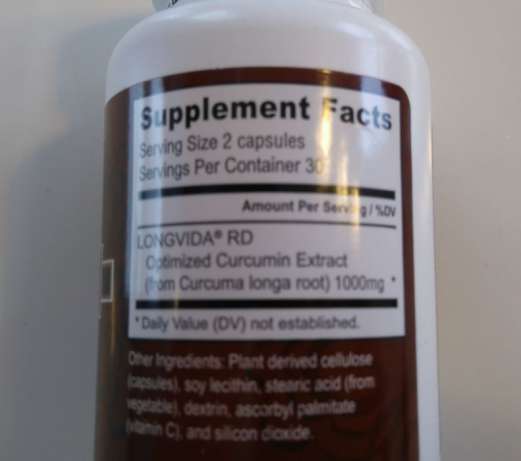 Supplement Facts
Serving Size 2 capsules
Servings Per Container 30
Amount Per Serving / %DV
LONGVIDA® RD
Optimized Curcumin Extract
(from Curcuma longa root) 1000mg *
* Daily Value (DV) not established.
Other Ingredients: Plant derived cellulose
(capsules), soy lecithin, stearic acid (from
vegetable), dextrin, ascorbyl palmitate
(vitamin C), and silicon dioxide.